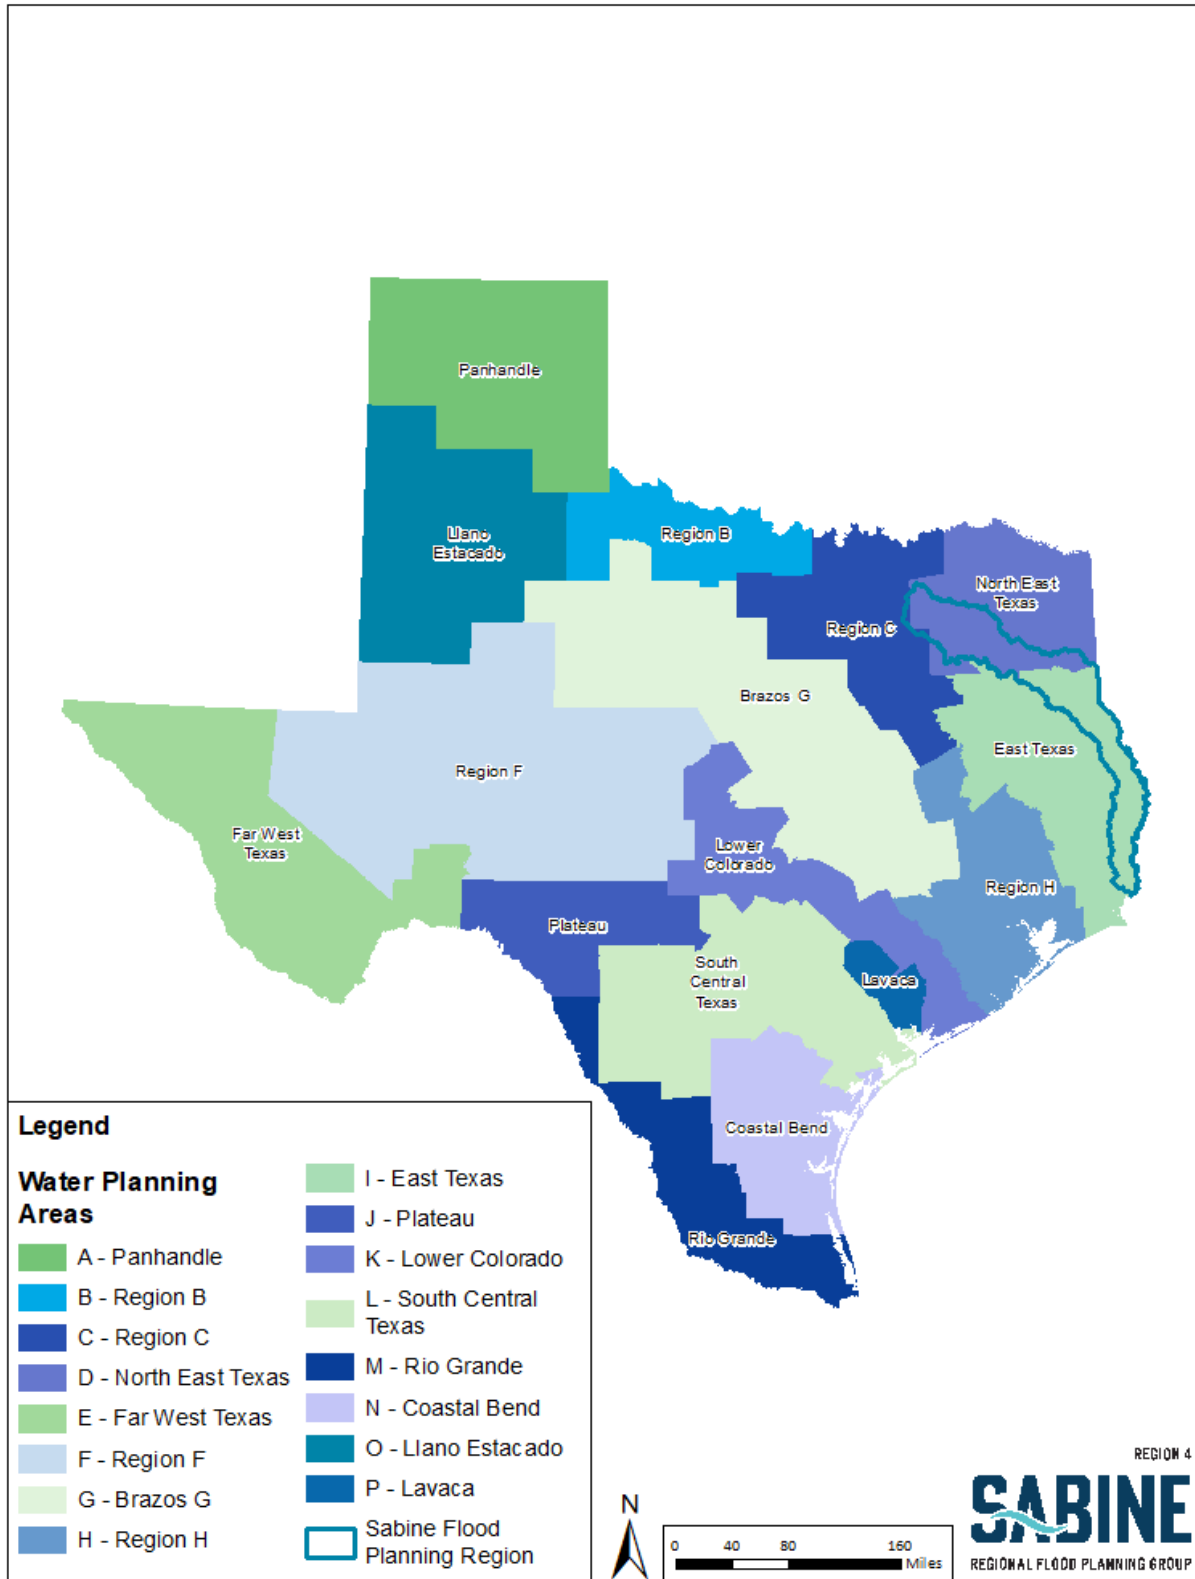 Panhandle
Llano
Estacado
Region B
North East
Texas
Region C
Brazos G
East Texas
Region F
Far West
Texas
Lower
Colorado
Region H
Plateau
South
Central
Texas
Lavaca
Coastal Bend
Rio Grande
Legend
Water Planning
Areas
A - Panhandle
B - Region B
C - Region C
D - North East Texas
E - Far West Texas
F - Region F
G - Brazos G
H - Region H
I - East Texas
J - Plateau
K - Lower Colorado
L - South Central
Texas
M - Rio Grande
N - Coastal Bend
O - Llano Estacado
P - Lavaca
Sabine Flood
Planning Region
N
0 40 80 160
Miles
REGION 4
SABINE
REGIONAL FLOOD PLANNING GROUP